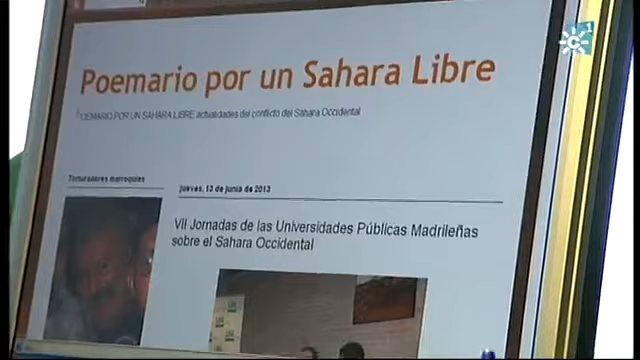 Poemario por un Sahara Libre
POEMARIO POR UN SAHARA LIBRE actualidades del conflicto del Sahara Occidental
Torturadores marroquíes
jueves, 13 de junio de 2013
VII Jornadas de las Universidades Públicas Madrileñas
sobre el Sahara Occidental
1